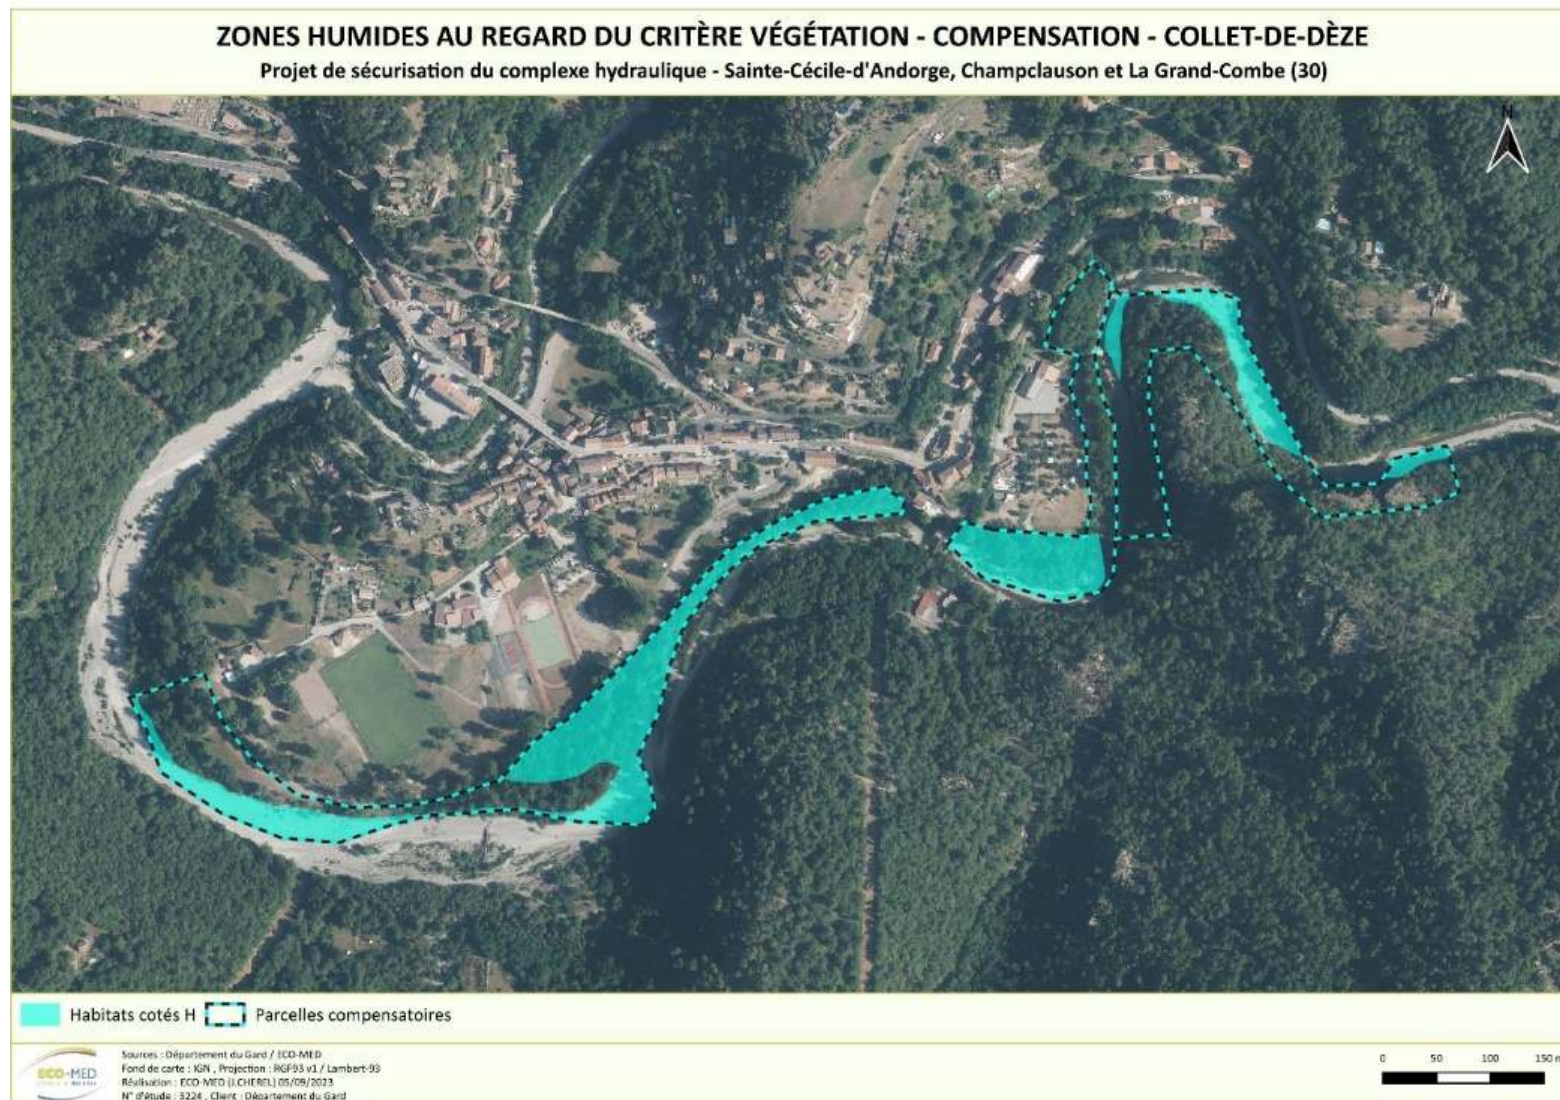 ZONES HUMIDES AU REGARD DU CRITÈRE VÉGÉTATION - COMPENSATION - COLLET-DE-DÈZE
Projet de sécurisation du complexe hydraulique - Sainte-Cécile-d'Andorge, Champclauson et La Grand-Combe (30)
N
Habitats cotés H
Parcelles compensatoires
ECO-MED
Sources : Département du Gard / ECO-MED
Fond de carte : IGN , Projection : RGF93 v1 / Lambert-93
Réalisation : ECO-MED (J.CHEREL) 05/09/2023
N° d'étude : 3224 , Client : Département du Gard
0 50 100 150 m